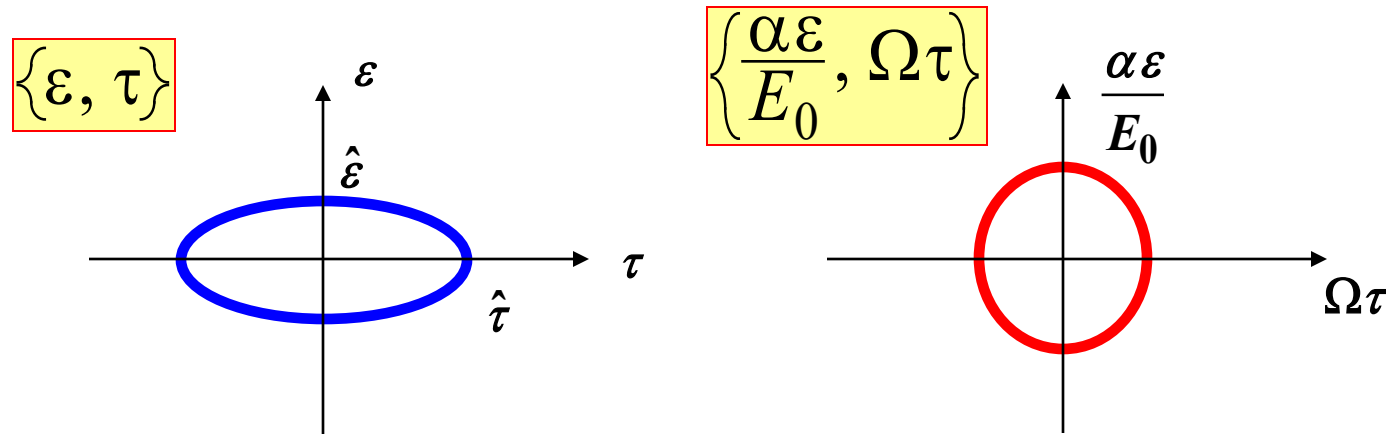 {ε, τ}
ε
ε̂
τ
τ̂
{αε/E₀, Ωτ}
αε/E₀
Ωτ